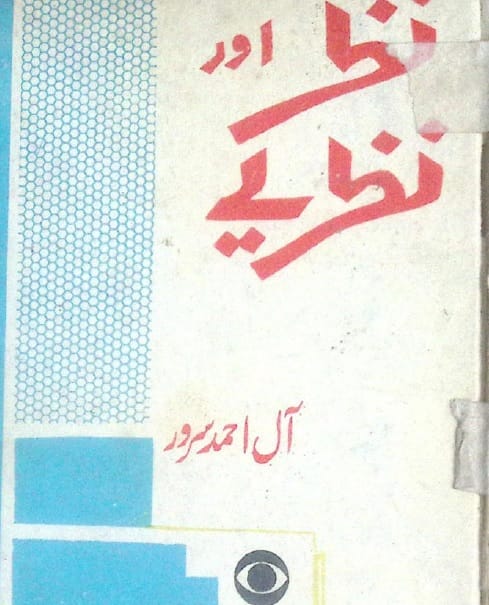 نظر اور
نظریے
آل احمد سرور